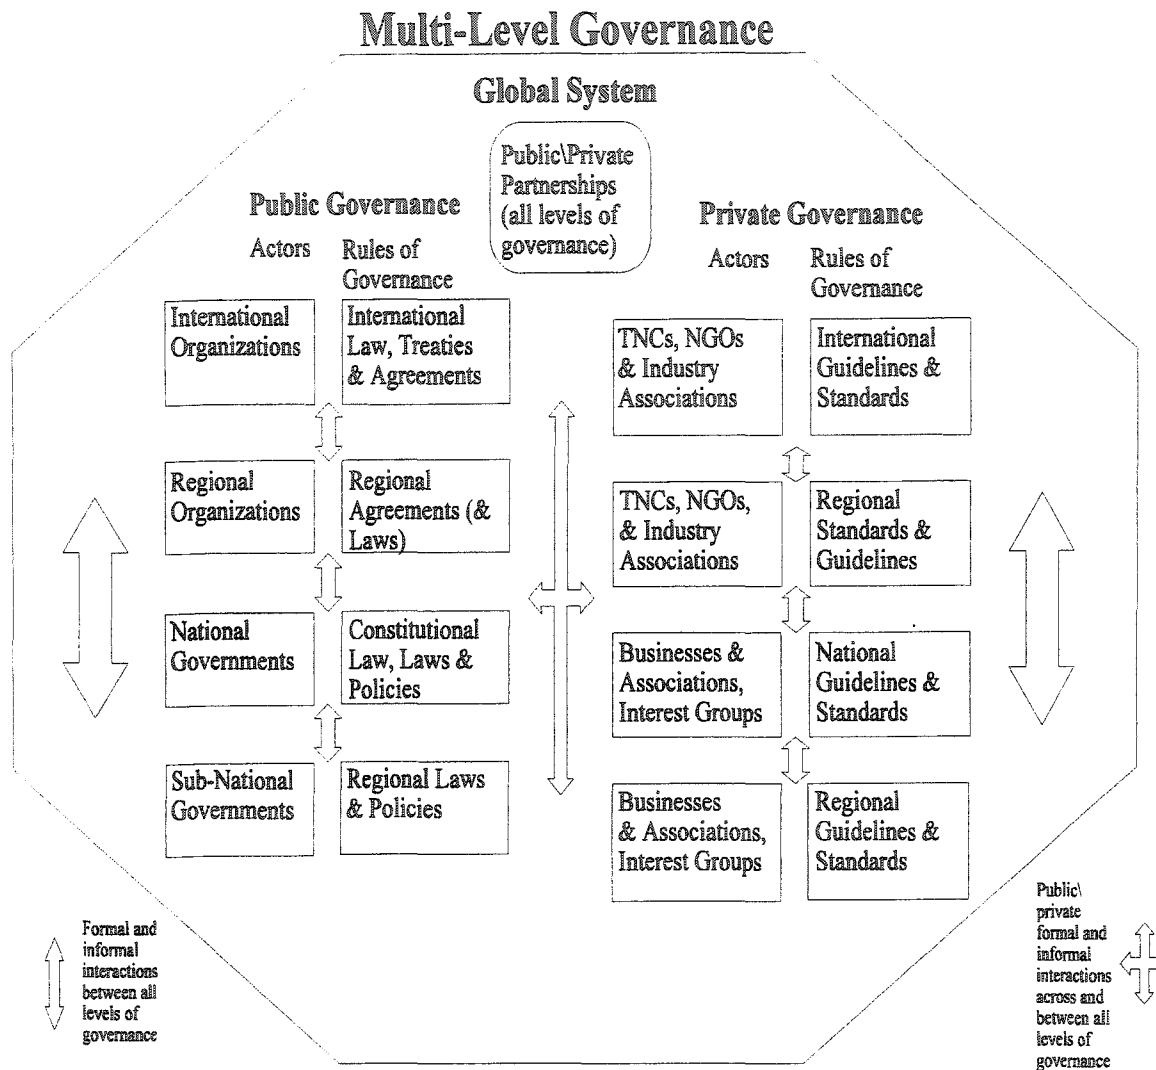 Multi-Level Governance
Global System
Public\Private
Partnerships
(all levels of
governance)
Public Governance
Actors
Rules of
Governance
International
Organizations
International
Law, Treaties
& Agreements
Regional
Organizations
Regional
Agreements (&
Laws)
National
Governments
Constitutional
Law, Laws &
Policies
Sub-National
Governments
Regional Laws
& Policies
Private Governance
Actors
Rules of
Governance
TNCs, NGOs
& Industry
Associations
International
Guidelines &
Standards
TNCs, NGOs,
& Industry
Associations
Regional
Standards &
Guidelines
Businesses &
Associations,
Interest Groups
National
Guidelines &
Standards
Businesses
& Associations,
Interest Groups
Regional
Guidelines &
Standards
Formal and
informal
interactions
between all
levels of
governance
Public\
private
formal and
informal
interactions
across and
between all
levels of
governance